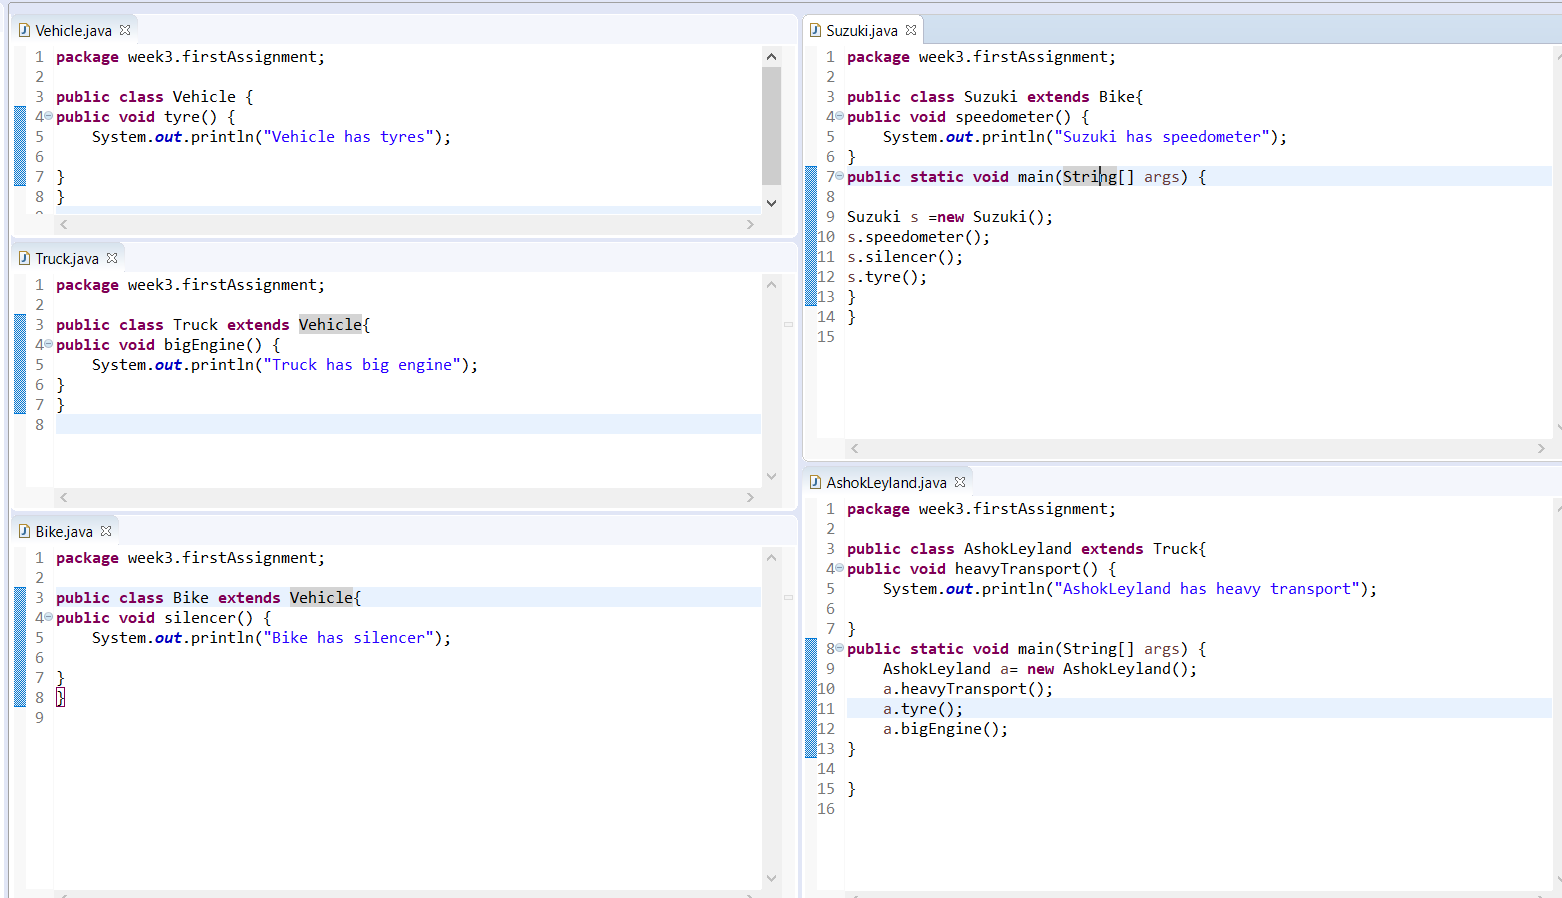 Vehicle.java
1 package week3.firstAssignment;
2
3 public class Vehicle {
4 public void tyre() {
5     System.out.println("Vehicle has tyres");
6
7 }
8 }
Truck.java
1 package week3.firstAssignment;
2
3 public class Truck extends Vehicle{
4 public void bigEngine() {
5     System.out.println("Truck has big engine");
6 }
7 }
8
Bike.java
1 package week3.firstAssignment;
2
3 public class Bike extends Vehicle{
4 public void silencer() {
5     System.out.println("Bike has silencer");
6
7 }
8 }
9
Suzuki.java
1 package week3.firstAssignment;
2
3 public class Suzuki extends Bike{
4 public void speedometer() {
5     System.out.println("Suzuki has speedometer");
6 }
7 public static void main(String[] args) {
8
9 Suzuki s =new Suzuki();
10 s.speedometer();
11 s.silencer();
12 s.tyre();
13 }
14 }
15
AshokLeyland.java
1 package week3.firstAssignment;
2
3 public class AshokLeyland extends Truck{
4 public void heavyTransport() {
5     System.out.println("AshokLeyland has heavy transport");
6
7 }
8 public static void main(String[] args) {
9     AshokLeyland a= new AshokLeyland();
10     a.heavyTransport();
11     a.tyre();
12     a.bigEngine();
13 }
14
15 }
16